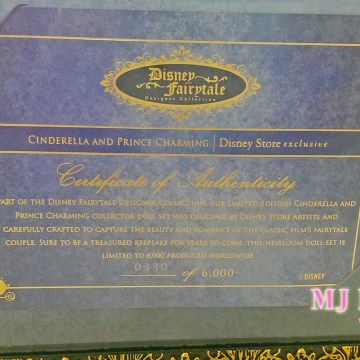 Disney
Fairytale
Designer Collection
CINDERELLA AND PRINCE CHARMING | Disney Store exclusive
Certificate of Authenticity
PART OF THE DISNEY FAIRYTALE DESIGNER COLLECTION, OUR LIMITED EDITION CINDERELLA AND
PRINCE CHARMING COLLECTOR DOLL SET WAS DESIGNED BY DISNEY STORE ARTISTS AND
CAREFULLY CRAFTED TO CAPTURE THE BEAUTY AND ROMANCE OF THE CLASSIC FILM'S FAIRYTALE
COUPLE. SURE TO BE A TREASURED KEEPSAKE FOR YEARS TO COME, THIS HEIRLOOM DOLL SET IS
LIMITED TO 6,000 PRODUCED WORLDWIDE.
0330 of 6,000
© DISNEY
MJ